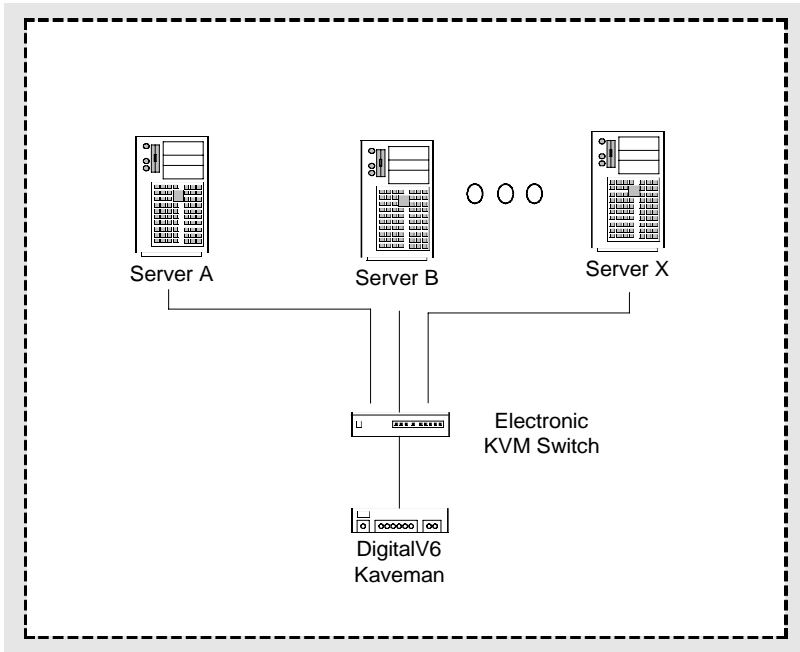 Server A
Server B
Server X
Electronic
KVM Switch
DigitalV6
Kaveman